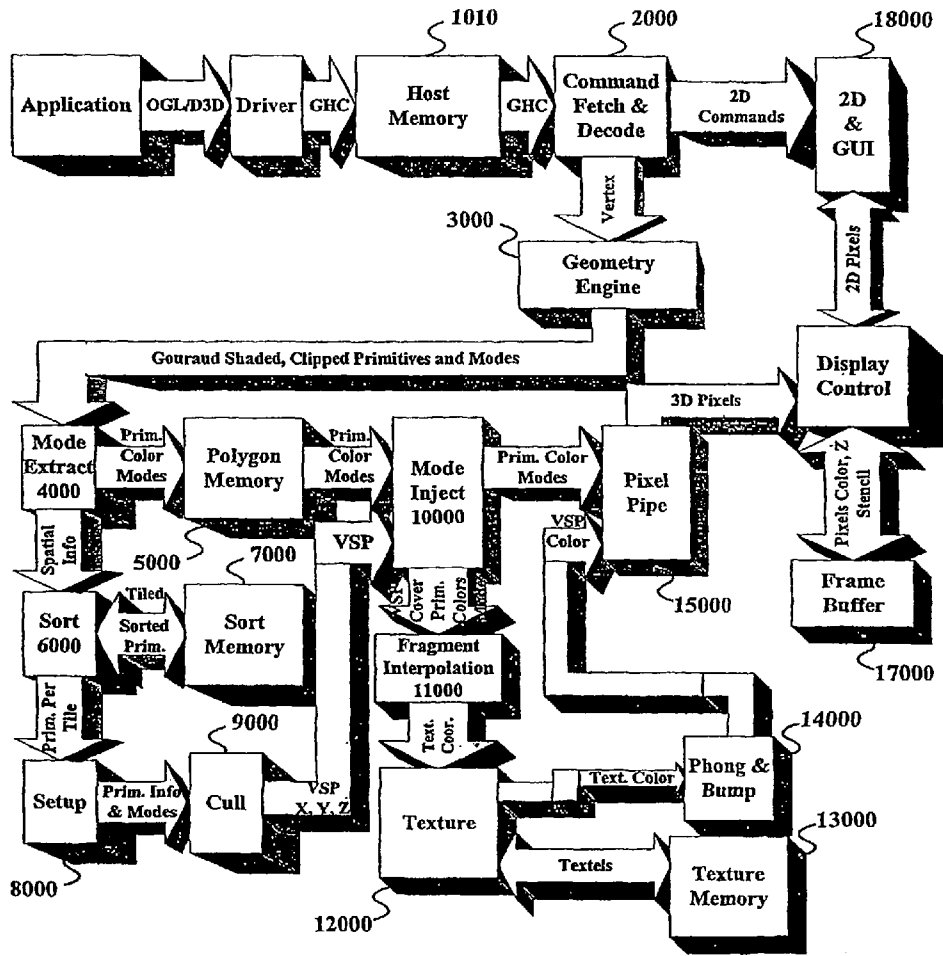 1010
2000
18000
Application
OGL/D3D
Driver
GHC
Host
Memory
GHC
Command
Fetch &
Decode
2D
Commands
2D
&
GUI
Vertex
3000
Geometry
Engine
2D Pixels
Gouraud Shaded, Clipped Primitives and Modes
3D Pixels
Display
Control
Mode
Extract
4000
Prim.
Color
Modes
Polygon
Memory
Prim.
Color
Modes
Mode
Inject
10000
Prim. Color
Modes
Pixel
Pipe
Pixels Color, Z
Stencil
Spatial
Info
5000
7000
VSP
VSP
Color
VSP
Cover
Prim.
Colors
15000
Frame
Buffer
17000
Sort
6000
Tiled
Sorted
Prim.
Sort
Memory
Fragment
Interpolation
11000
Prim. Per
Tile
9000
Text.
Coor.
14000
Setup
Prim. Info
& Modes
Cull
VSP
X, Y, Z
Texture
Text. Color
Phong &
Bump
13000
Textels
Texture
Memory
8000
12000